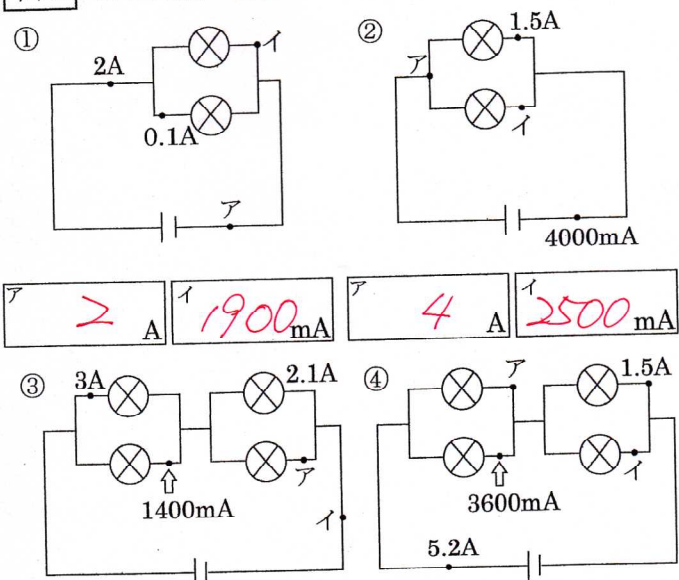 ① ②
1.5A
イ
2A
ア
0.1A
イ
ア
4000mA
ア 2 A イ 1900 mA ア 4 A イ 2500 mA
③ 3A 2.1A ④ ア 1.5A
ア イ
1400mA 3600mA
イ
5.2A